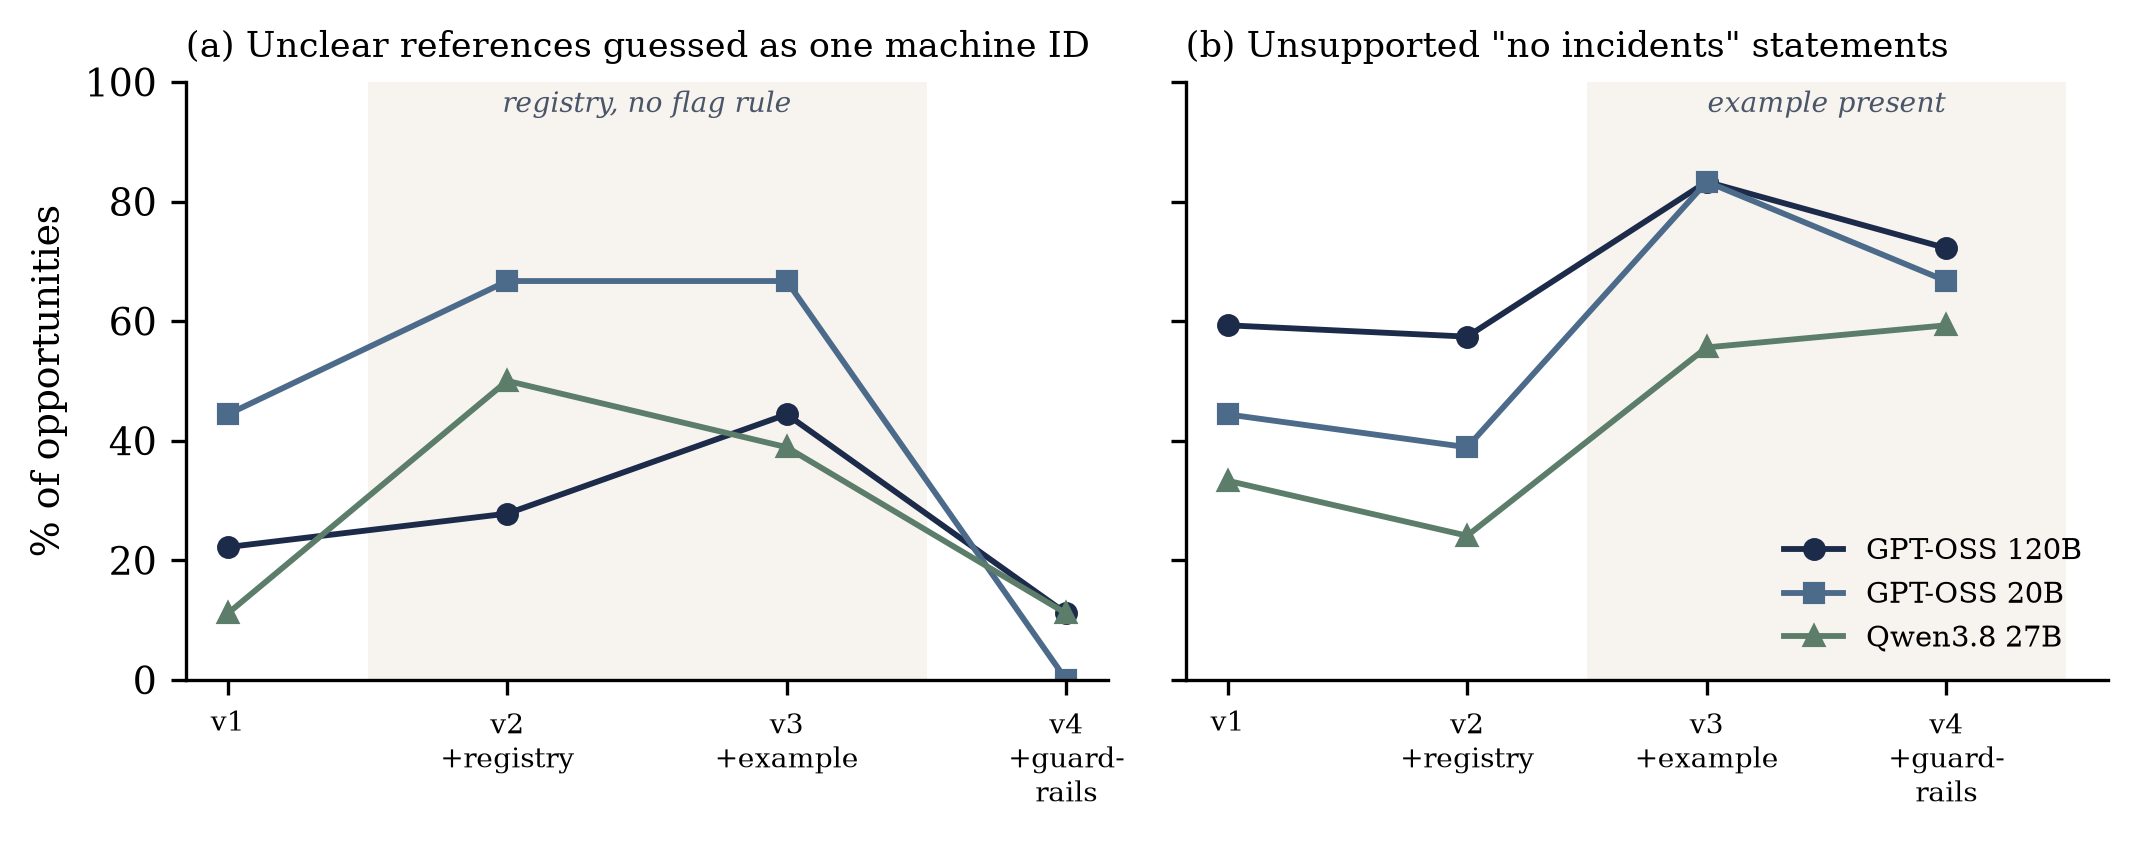 (a) Unclear references guessed as one machine ID
registry, no flag rule
% of opportunities
100
80
60
40
20
0
v1
v2
+registry
v3
+example
v4
+guard-
rails
(b) Unsupported "no incidents" statements
example present
GPT-OSS 120B
GPT-OSS 20B
Qwen3.8 27B
v1
v2
+registry
v3
+example
v4
+guard-
rails